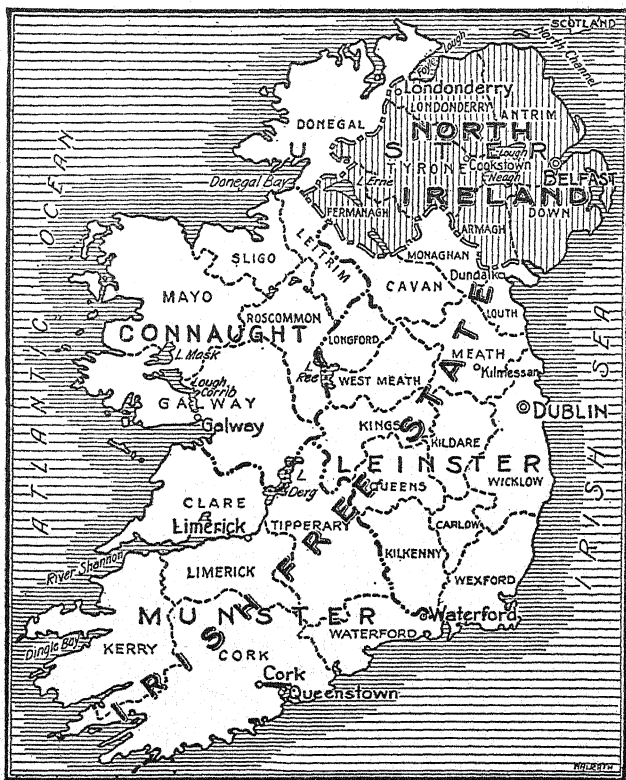 SCOTLAND
North Channel
Foyle
Lough
Londonderry
LONDONDERRY
ANTRIM
DONEGAL
NORTH
ULSTER
TYRONE
Lough
Neagh
Cookstown
BELFAST
Donegal Bay
L. Erne
IRELAND
FERMANAGH
DOWN
ARMAGH
MONAGHAN
LEITRIM
SLIGO
CAVAN
Dundalk
MAYO
LOUTH
ROSCOMMON
CONNAUGHT
LONGFORD
MEATH
L. Mask
Kilmessan
L.
Ree
WEST MEATH
Lough
Corrib
GALWAY
Galway
DUBLIN
KINGS
KILDARE
LEINSTER
QUEENS
WICKLOW
L.
Derg
CLARE
Limerick
TIPPERARY
CARLOW
KILKENNY
River Shannon
LIMERICK
WEXFORD
MUNSTER
Waterford
WATERFORD
Dingle Bay
KERRY
CORK
Cork
Queenstown
IRISH FREE STATE
ATLANTIC OCEAN
IRISH SEA
WALRATH